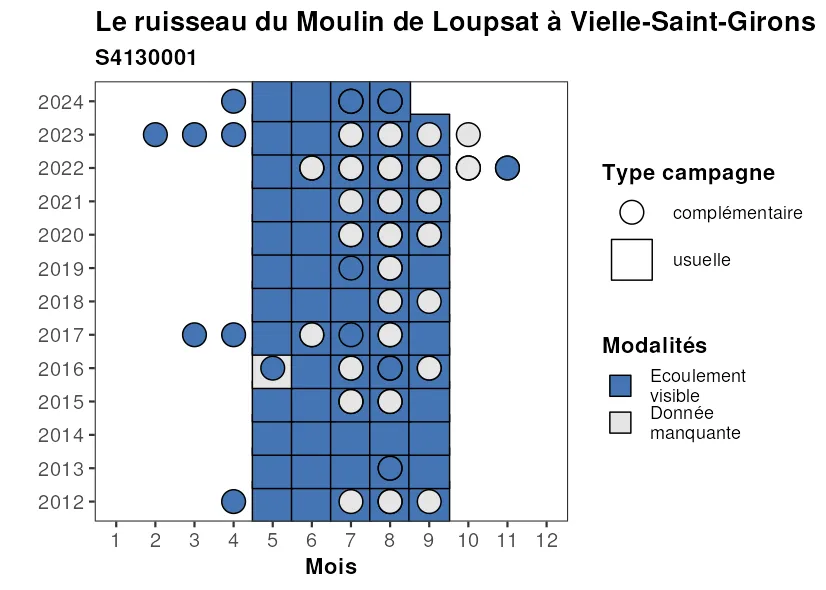 Le ruisseau du Moulin de Loupsat à Vielle-Saint-Girons
S4130001
2024
2023
2022
2021
2020
2019
2018
2017
2016
2015
2014
2013
2012
1 2 3 4 5 6 7 8 9 10 11 12
Mois
Type campagne
complémentaire
usuelle
Modalités
Ecoulement
visible
Donnée
manquante